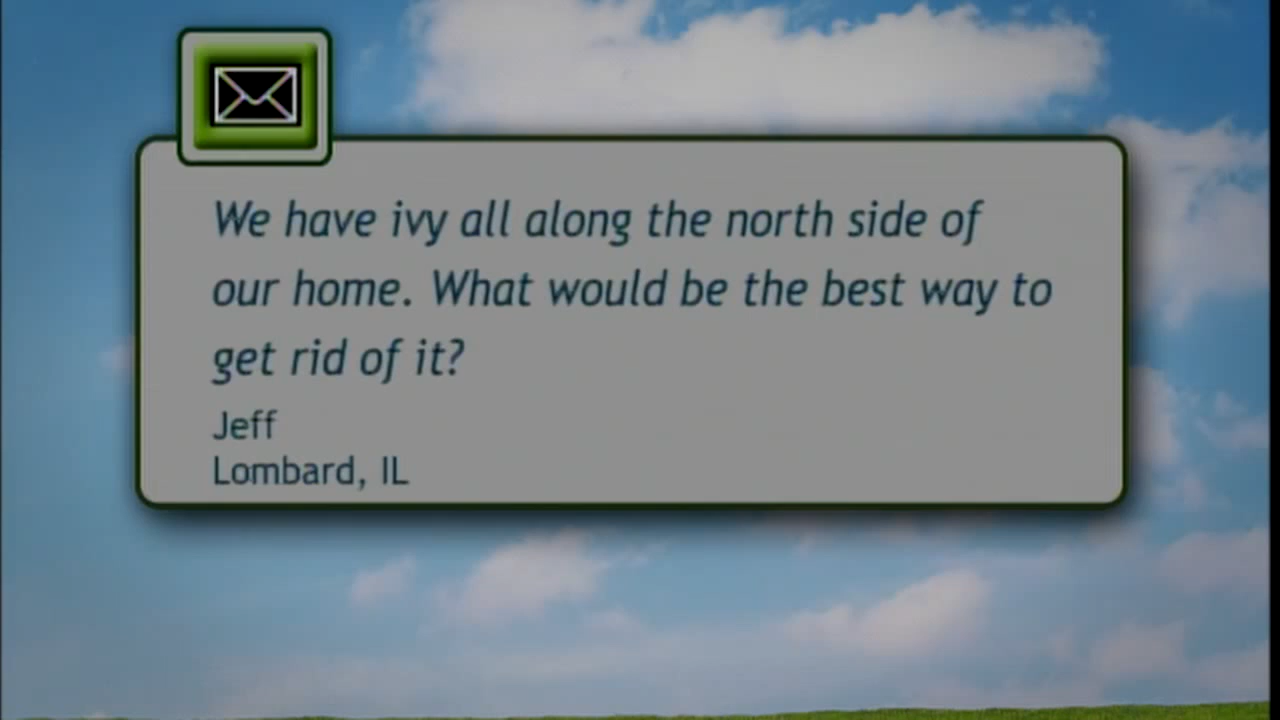 We have ivy all along the north side of
our home. What would be the best way to
get rid of it?
Jeff
Lombard, IL